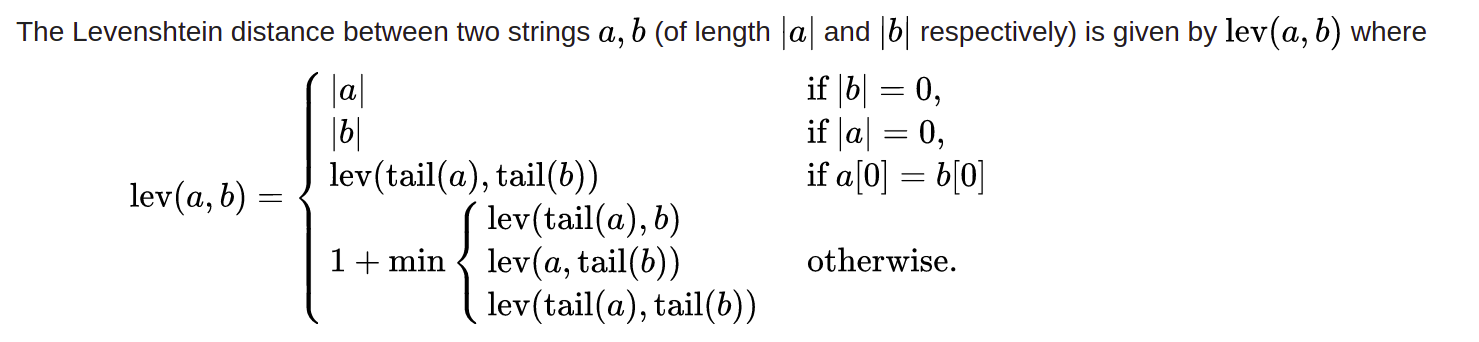 The Levenshtein distance between two strings a, b (of length |a| and |b| respectively) is given by lev(a, b) where
|a| if |b| = 0,
|b| if |a| = 0,
lev(tail(a), tail(b)) if a[0] = b[0]
lev(a, b) =
lev(tail(a), b)
1 + min lev(a, tail(b)) otherwise.
lev(tail(a), tail(b))